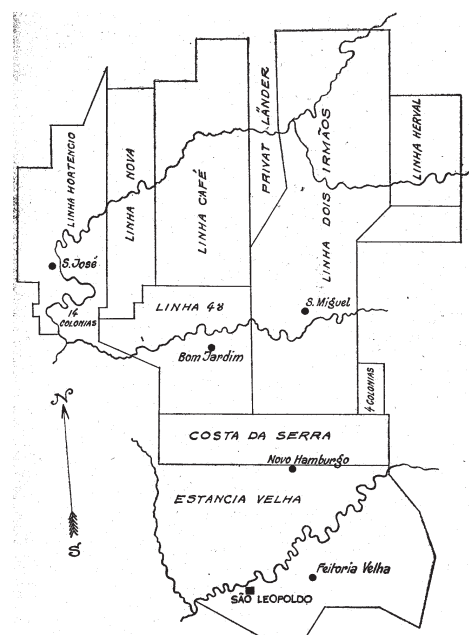 PRIVAT LÄNDER
LINHA HORTENCIO
LINHA NOVA
LINHA CAFÉ
LINHA DOIS IRMÃOS
LINHA HERVAL
S. José
14
COLONIAS
LINHA 48
S. Miguel
Bom Jardim
4 COLONIAS
N
S
COSTA DA SERRA
Novo Hamburgo
ESTANCIA VELHA
Feitoria Velha
SÃO LEOPOLDO